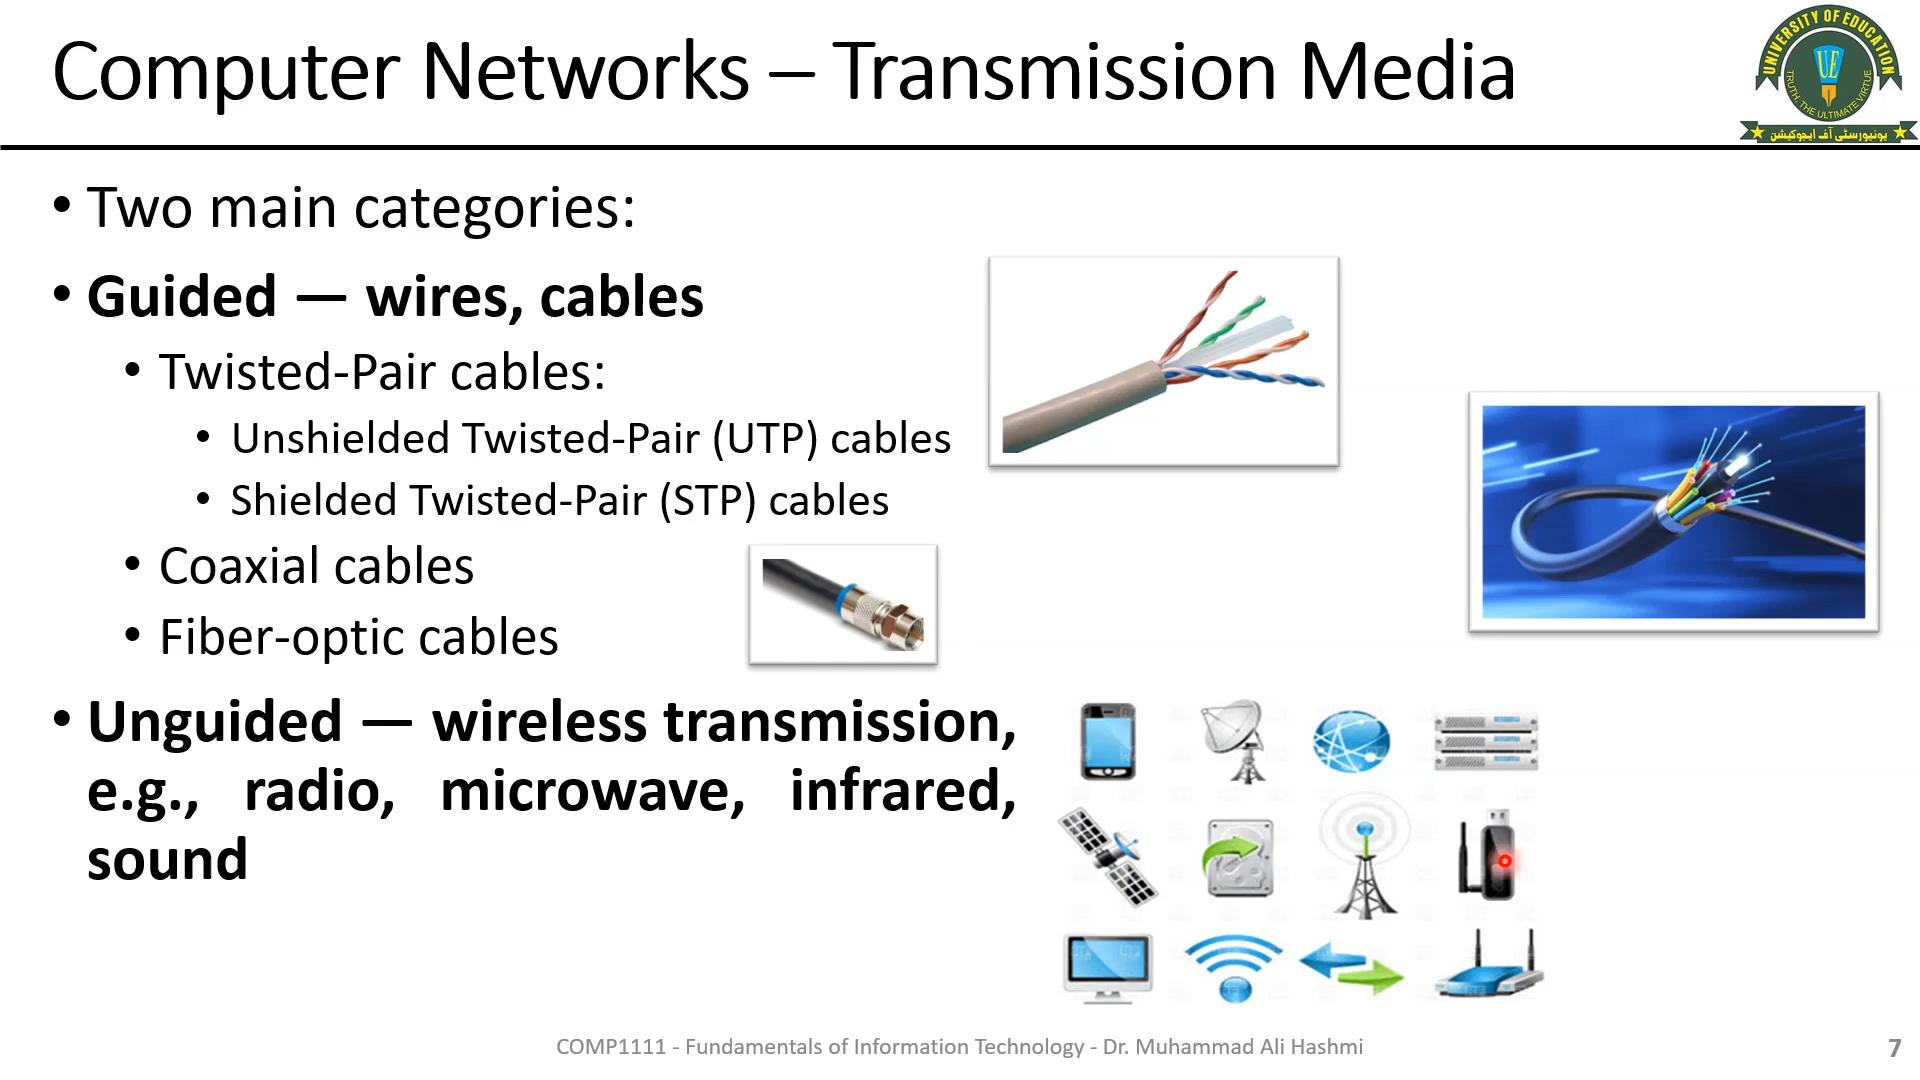 Computer Networks – Transmission Media
UNIVERSITY OF EDUCATION
UE
TRUTH, THE ULTIMATE VIRTUE
یونیورسٹی آف ایجوکیشن
• Two main categories:
• Guided — wires, cables
• Twisted-Pair cables:
• Unshielded Twisted-Pair (UTP) cables
• Shielded Twisted-Pair (STP) cables
• Coaxial cables
• Fiber-optic cables
• Unguided — wireless transmission,
e.g., radio, microwave, infrared,
sound
COMP1111 - Fundamentals of Information Technology - Dr. Muhammad Ali Hashmi
7